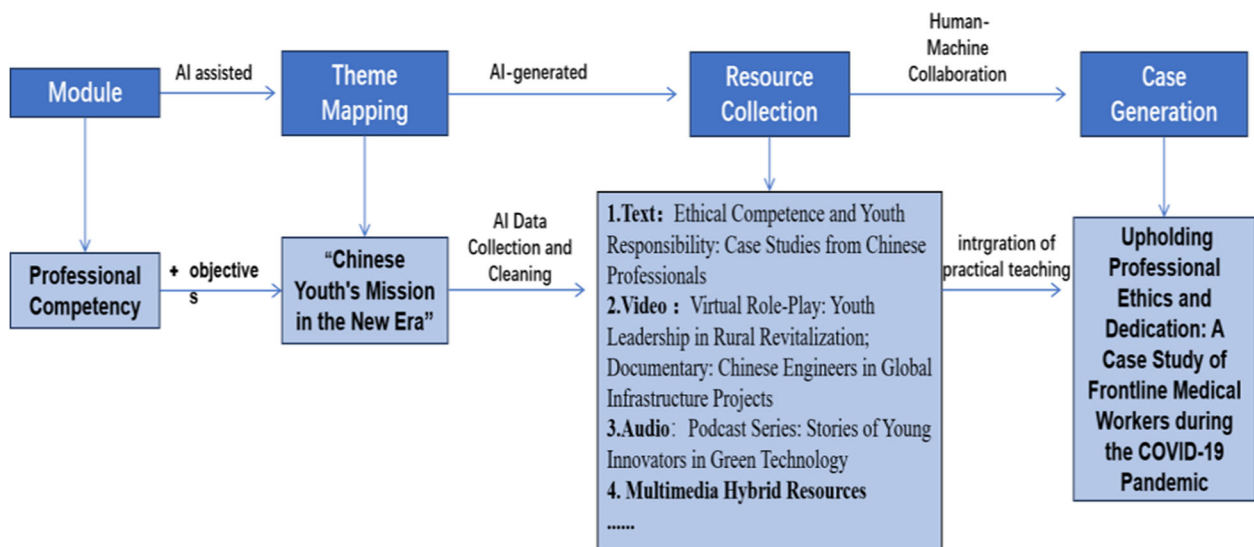 Module
AI assisted
Theme
Mapping
AI-generated
Resource
Collection
Human-
Machine
Collaboration
Case
Generation
Professional
Competency
+ objective
s
“Chinese
Youth's Mission
in the New Era”
AI Data
Collection and
Cleaning
1.Text：Ethical Competence and Youth
Responsibility: Case Studies from Chinese
Professionals
2.Video： Virtual Role-Play: Youth
Leadership in Rural Revitalization;
Documentary: Chinese Engineers in Global
Infrastructure Projects
3.Audio： Podcast Series: Stories of Young
Innovators in Green Technology
4. Multimedia Hybrid Resources
......
intrgration of
practical teaching
Upholding
Professional
Ethics and
Dedication: A
Case Study of
Frontline Medical
Workers during
the COVID-19
Pandemic